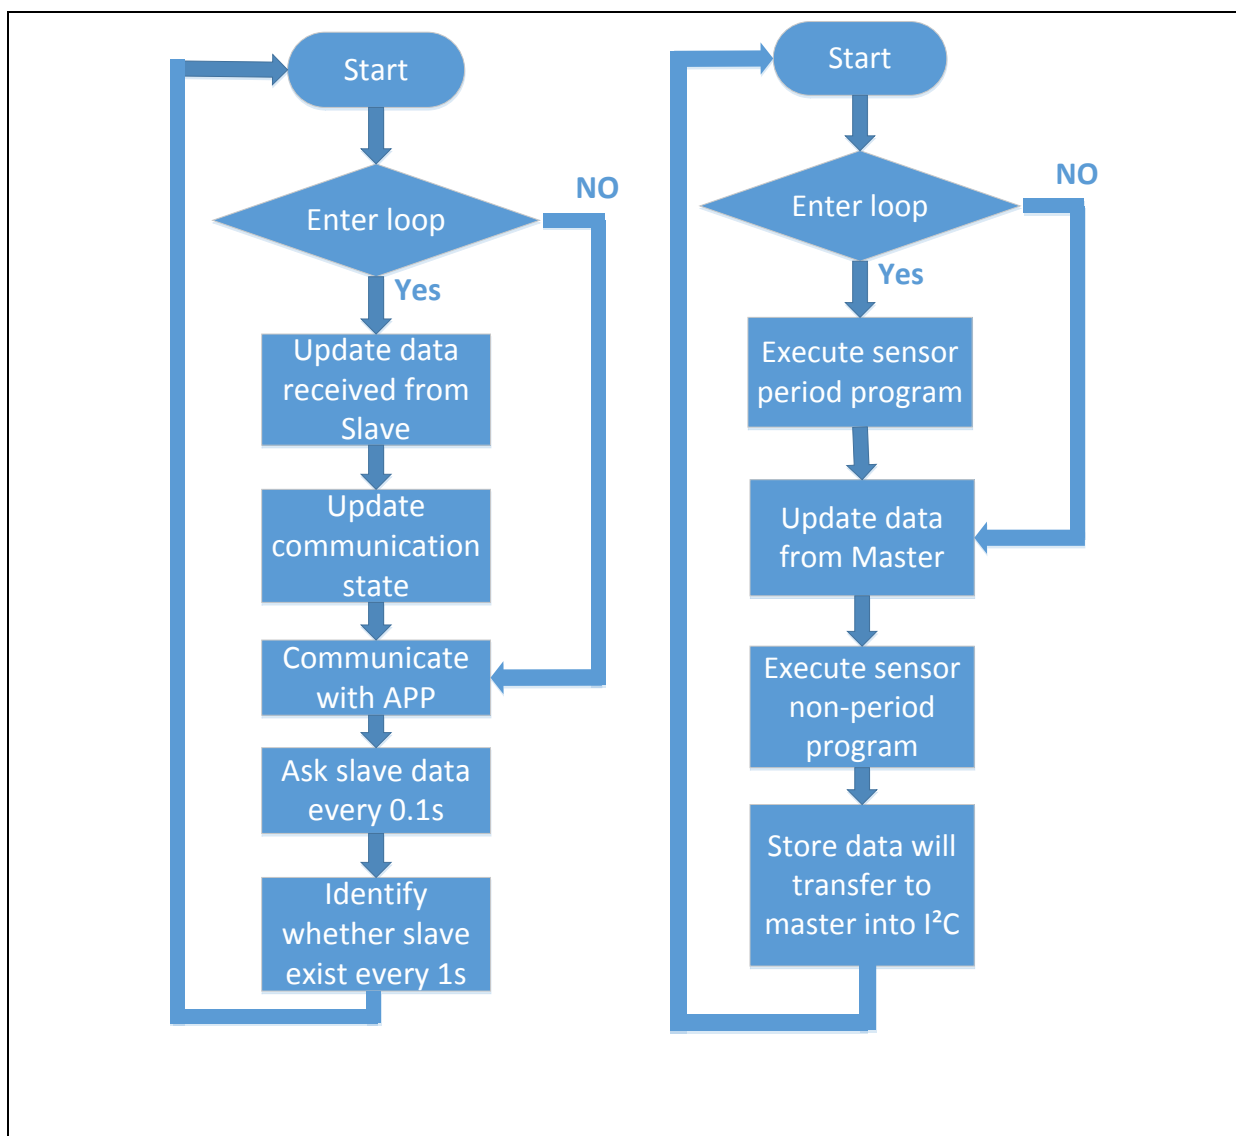 Start
Enter loop
NO
Yes
Update data
received from
Slave
Update
communication
state
Communicate
with APP
Ask slave data
every 0.1s
Identify
whether slave
exist every 1s
Start
Enter loop
NO
Yes
Execute sensor
period program
Update data
from Master
Execute sensor
non-period
program
Store data will
transfer to
master into I²C